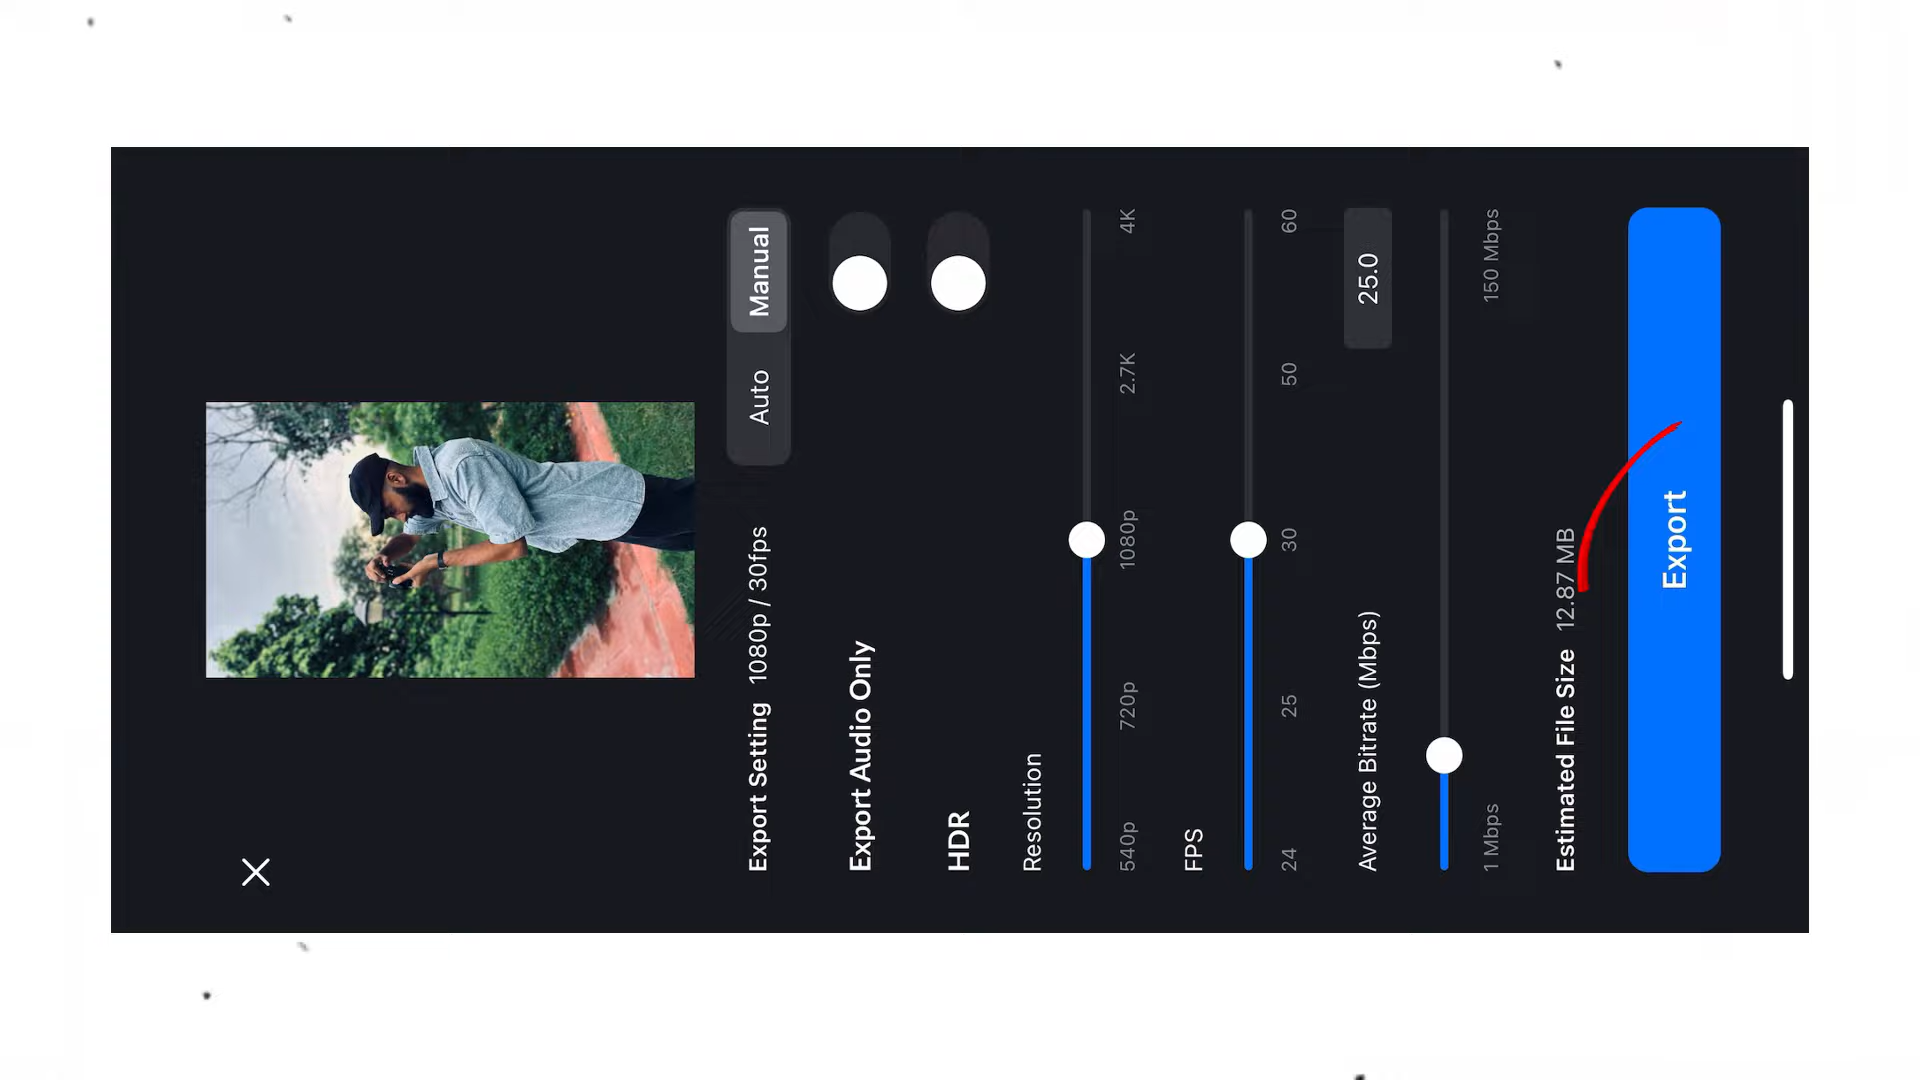 Export Setting 1080p / 30fps
Auto Manual
Export Audio Only
HDR
Resolution
540p 720p 1080p 2.7K 4K
FPS
24 25 30 50 60
Average Bitrate (Mbps) 25.0
1 Mbps 150 Mbps
Estimated File Size 12.87 MB
Export